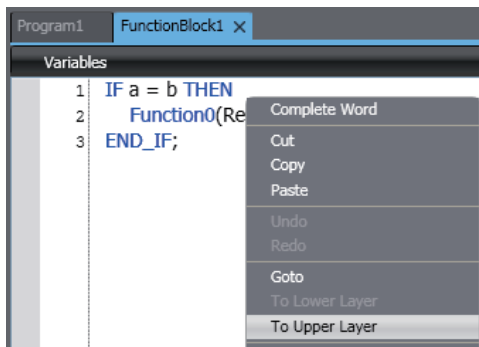 Program1 FunctionBlock1 ×
Variables
1 IF a = b THEN
2 Function0(Re
3 END_IF;
Complete Word
Cut
Copy
Paste
Undo
Redo
Goto
To Lower Layer
To Upper Layer